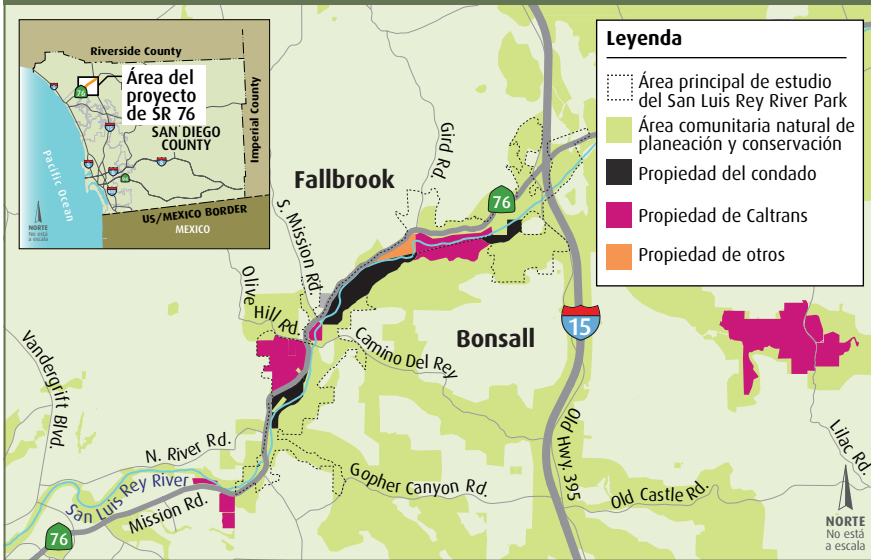 Riverside County
Área del
proyecto
de SR 76
76
SAN DIEGO
COUNTY
Imperial County
Pacific Ocean
US/MEXICO BORDER
MEXICO
NORTE
No está
a escala
Leyenda
Área principal de estudio
del San Luis Rey River Park
Área comunitaria natural de
planeación y conservación
Propiedad del condado
Propiedad de Caltrans
Propiedad de otros
Gird Rd.
Fallbrook
76
S. Mission Rd.
Olive
Hill Rd.
Bonsall
15
Camino Del Rey
Vandergrift Blvd.
N. River Rd.
San Luis Rey River
Mission Rd.
Gopher Canyon Rd.
Old Hwy. 395
Old Castle Rd.
Lilac Rd.
76
NORTE
No está
a escala